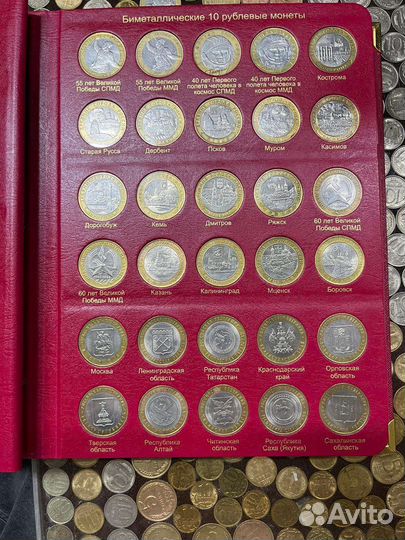 Биметаллические 10 рублевые монеты
55 лет Великой
Победы СПМД
55 лет Великой
Победы ММД
40 лет Первого
полета человека в
космос СПМД
40 лет Первого
полета человека в
космос ММД
Кострома
Старая Русса
Дербент
Псков
Муром
Касимов
Дорогобуж
Кемь
Дмитров
Ряжск
60 лет Великой
Победы СПМД
60 лет Великой
Победы ММД
Казань
Калининград
Мценск
Боровск
Москва
Ленинградская
область
Республика
Татарстан
Краснодарский
край
Орловская
область
Тверская
область
Республика
Алтай
Читинская
область
Республика
Саха (Якутия)
Сахалинская
область
Avito